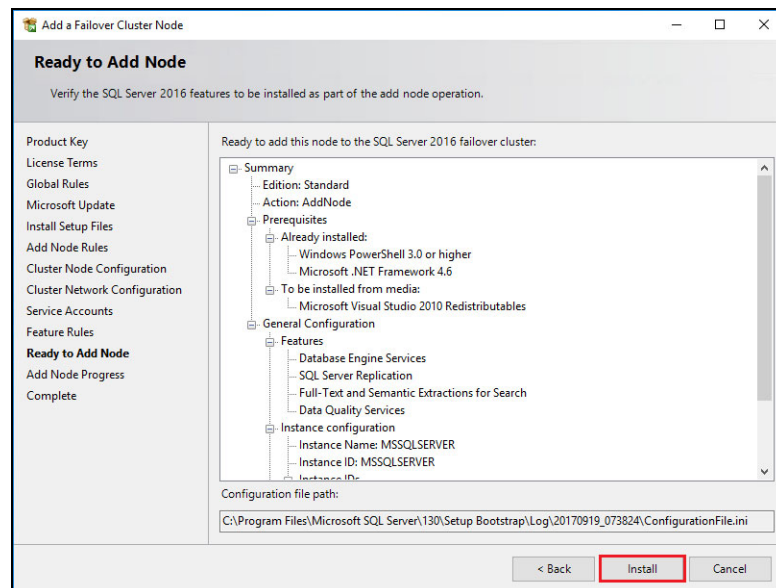 Add a Failover Cluster Node
Ready to Add Node
Verify the SQL Server 2016 features to be installed as part of the add node operation.
Product Key
License Terms
Global Rules
Microsoft Update
Install Setup Files
Add Node Rules
Cluster Node Configuration
Cluster Network Configuration
Service Accounts
Feature Rules
Ready to Add Node
Add Node Progress
Complete
Ready to add this node to the SQL Server 2016 failover cluster:
Summary
Edition: Standard
Action: AddNode
Prerequisites
Already installed:
Windows PowerShell 3.0 or higher
Microsoft .NET Framework 4.6
To be installed from media:
Microsoft Visual Studio 2010 Redistributables
General Configuration
Features
Database Engine Services
SQL Server Replication
Full-Text and Semantic Extractions for Search
Data Quality Services
Instance configuration
Instance Name: MSSQLSERVER
Instance ID: MSSQLSERVER
Instance IDs
Configuration file path:
C:\Program Files\Microsoft SQL Server\130\Setup Bootstrap\Log\20170919_073824\ConfigurationFile.ini
< Back
Install
Cancel